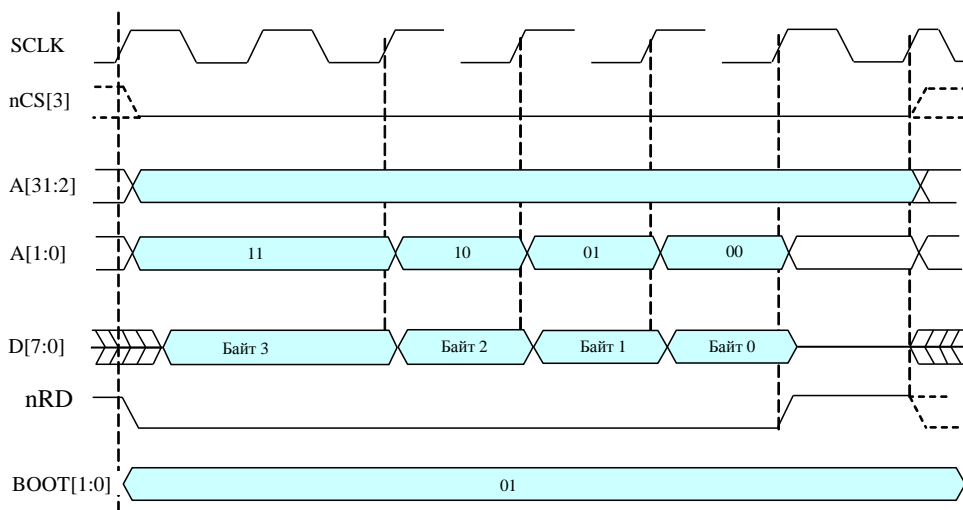 SCLK
nCS[3]
A[31:2]
A[1:0] 11 10 01 00
D[7:0] Байт 3 Байт 2 Байт 1 Байт 0
nRD
BOOT[1:0] 01